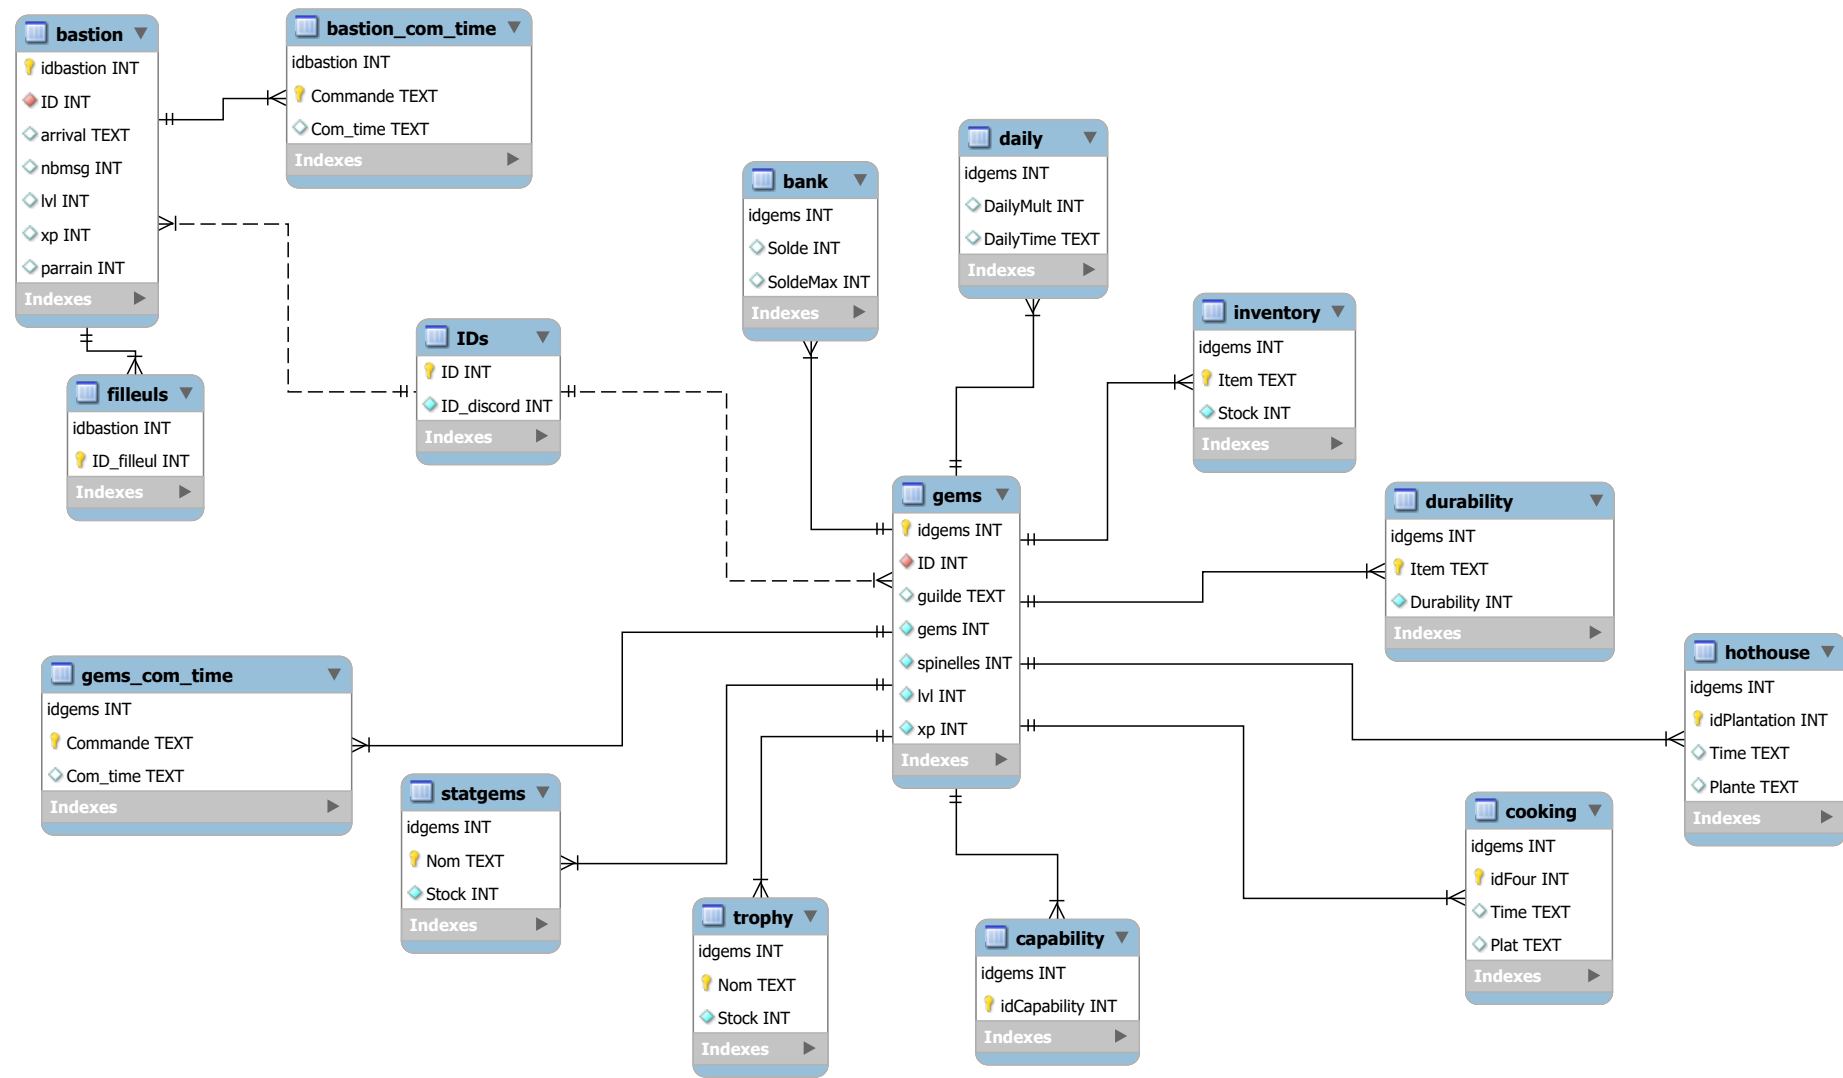 bastion
idbastion INT
ID INT
arrival TEXT
nbmsg INT
lvl INT
xp INT
parrain INT
Indexes
bastion_com_time
idbastion INT
Commande TEXT
Com_time TEXT
Indexes
filleuls
idbastion INT
ID_filleul INT
Indexes
IDs
ID INT
ID_discord INT
Indexes
bank
idgems INT
Solde INT
SoldeMax INT
Indexes
daily
idgems INT
DailyMult INT
DailyTime TEXT
Indexes
inventory
idgems INT
Item TEXT
Stock INT
Indexes
gems
idgems INT
ID INT
guilde TEXT
gems INT
spinelles INT
lvl INT
xp INT
Indexes
durability
idgems INT
Item TEXT
Durability INT
Indexes
hothouse
idgems INT
idPlantation INT
Time TEXT
Plante TEXT
Indexes
gems_com_time
idgems INT
Commande TEXT
Com_time TEXT
Indexes
statgems
idgems INT
Nom TEXT
Stock INT
Indexes
trophy
idgems INT
Nom TEXT
Stock INT
Indexes
capability
idgems INT
idCapability INT
Indexes
cooking
idgems INT
idFour INT
Time TEXT
Plat TEXT
Indexes